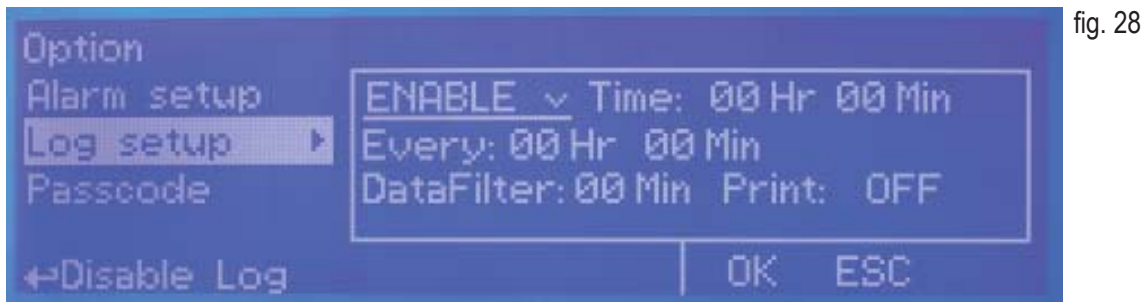 fig. 28
Option
Alarm setup
Log setup
Passcode
ENABLE Time: 00 Hr 00 Min
Every: 00 Hr 00 Min
DataFilter: 00 Min Print: OFF
↩Disable Log
OK ESC